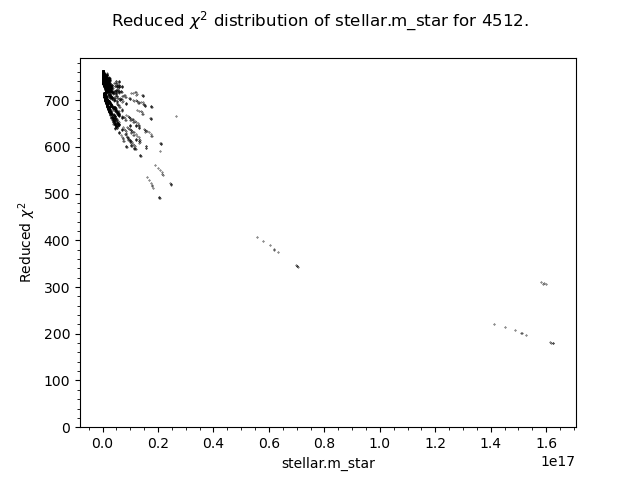 Reduced χ² distribution of stellar.m_star for 4512.
Reduced χ²
700
600
500
400
300
200
100
0
0.0 0.2 0.4 0.6 0.8 1.0 1.2 1.4 1.6
1e17
stellar.m_star